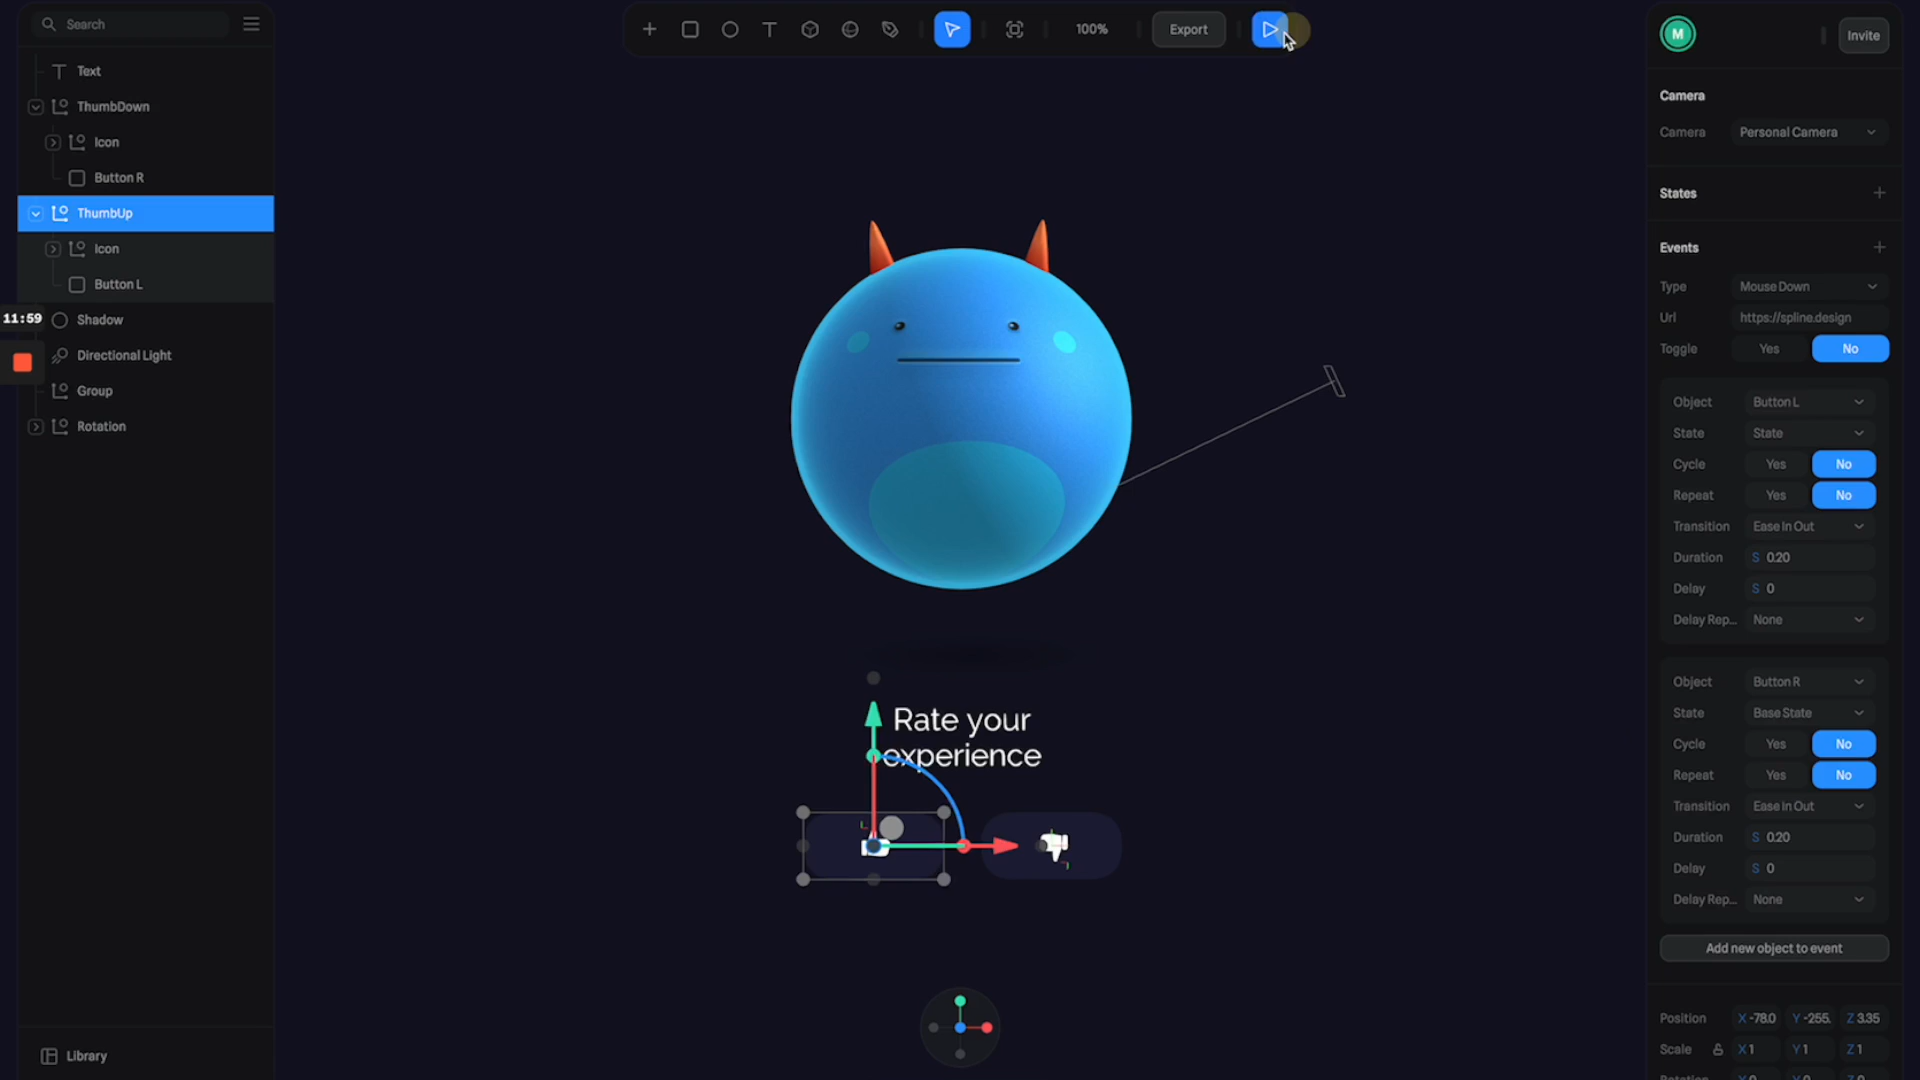 Search
Text
ThumbDown
Icon
Button R
ThumbUp
Icon
Button L
11:59
Shadow
Directional Light
Group
Rotation
Library
T
100%
Export
Rate your
experience
M
Invite
Camera
Camera Personal Camera
States
Events
Type Mouse Down
Url https://spline.design
Toggle Yes No
Object Button L
State State
Cycle Yes No
Repeat Yes No
Transition Ease In Out
Duration S 0.20
Delay S 0
Delay Rep... None
Object Button R
State Base State
Cycle Yes No
Repeat Yes No
Transition Ease In Out
Duration S 0.20
Delay S 0
Delay Rep... None
Add new object to event
Position X -78.0 Y -255. Z 3.35
Scale X 1 Y 1 Z 1